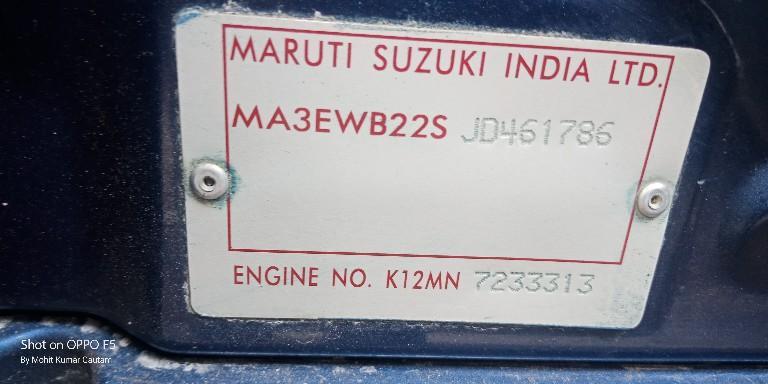 MARUTI SUZUKI INDIA LTD.
MA3EWB22S JD461786
ENGINE NO. K12MN 7233313
Shot on OPPO F5
By Mohit Kumar Gautam